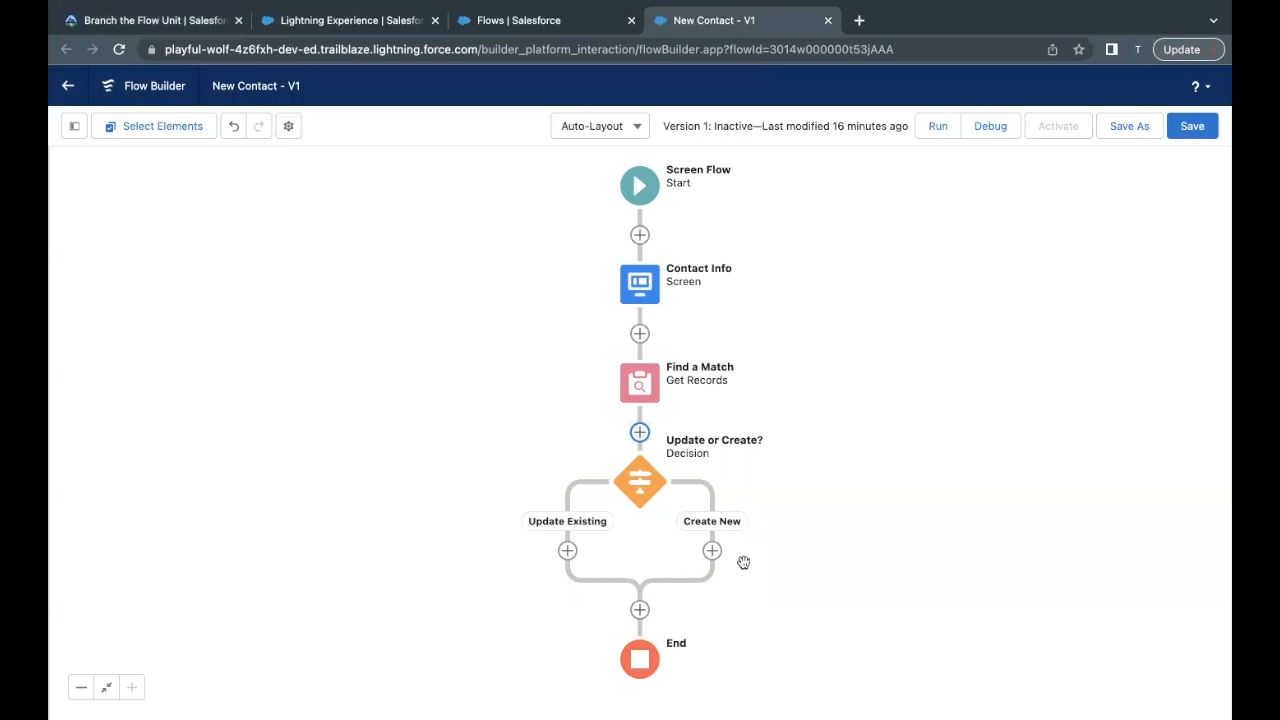 Branch the Flow Unit | Salesfor
Lightning Experience | Salesfo
Flows | Salesforce
New Contact - V1
playful-wolf-4z6fxh-dev-ed.trailblaze.lightning.force.com/builder_platform_interaction/flowBuilder.app?flowId=3014w000000t53jAAA
T
Update
Flow Builder
New Contact - V1
?
Select Elements
Auto-Layout
Version 1: Inactive—Last modified 16 minutes ago
Run
Debug
Activate
Save As
Save
Screen Flow
Start
Contact Info
Screen
Find a Match
Get Records
Update or Create?
Decision
Update Existing
Create New
End